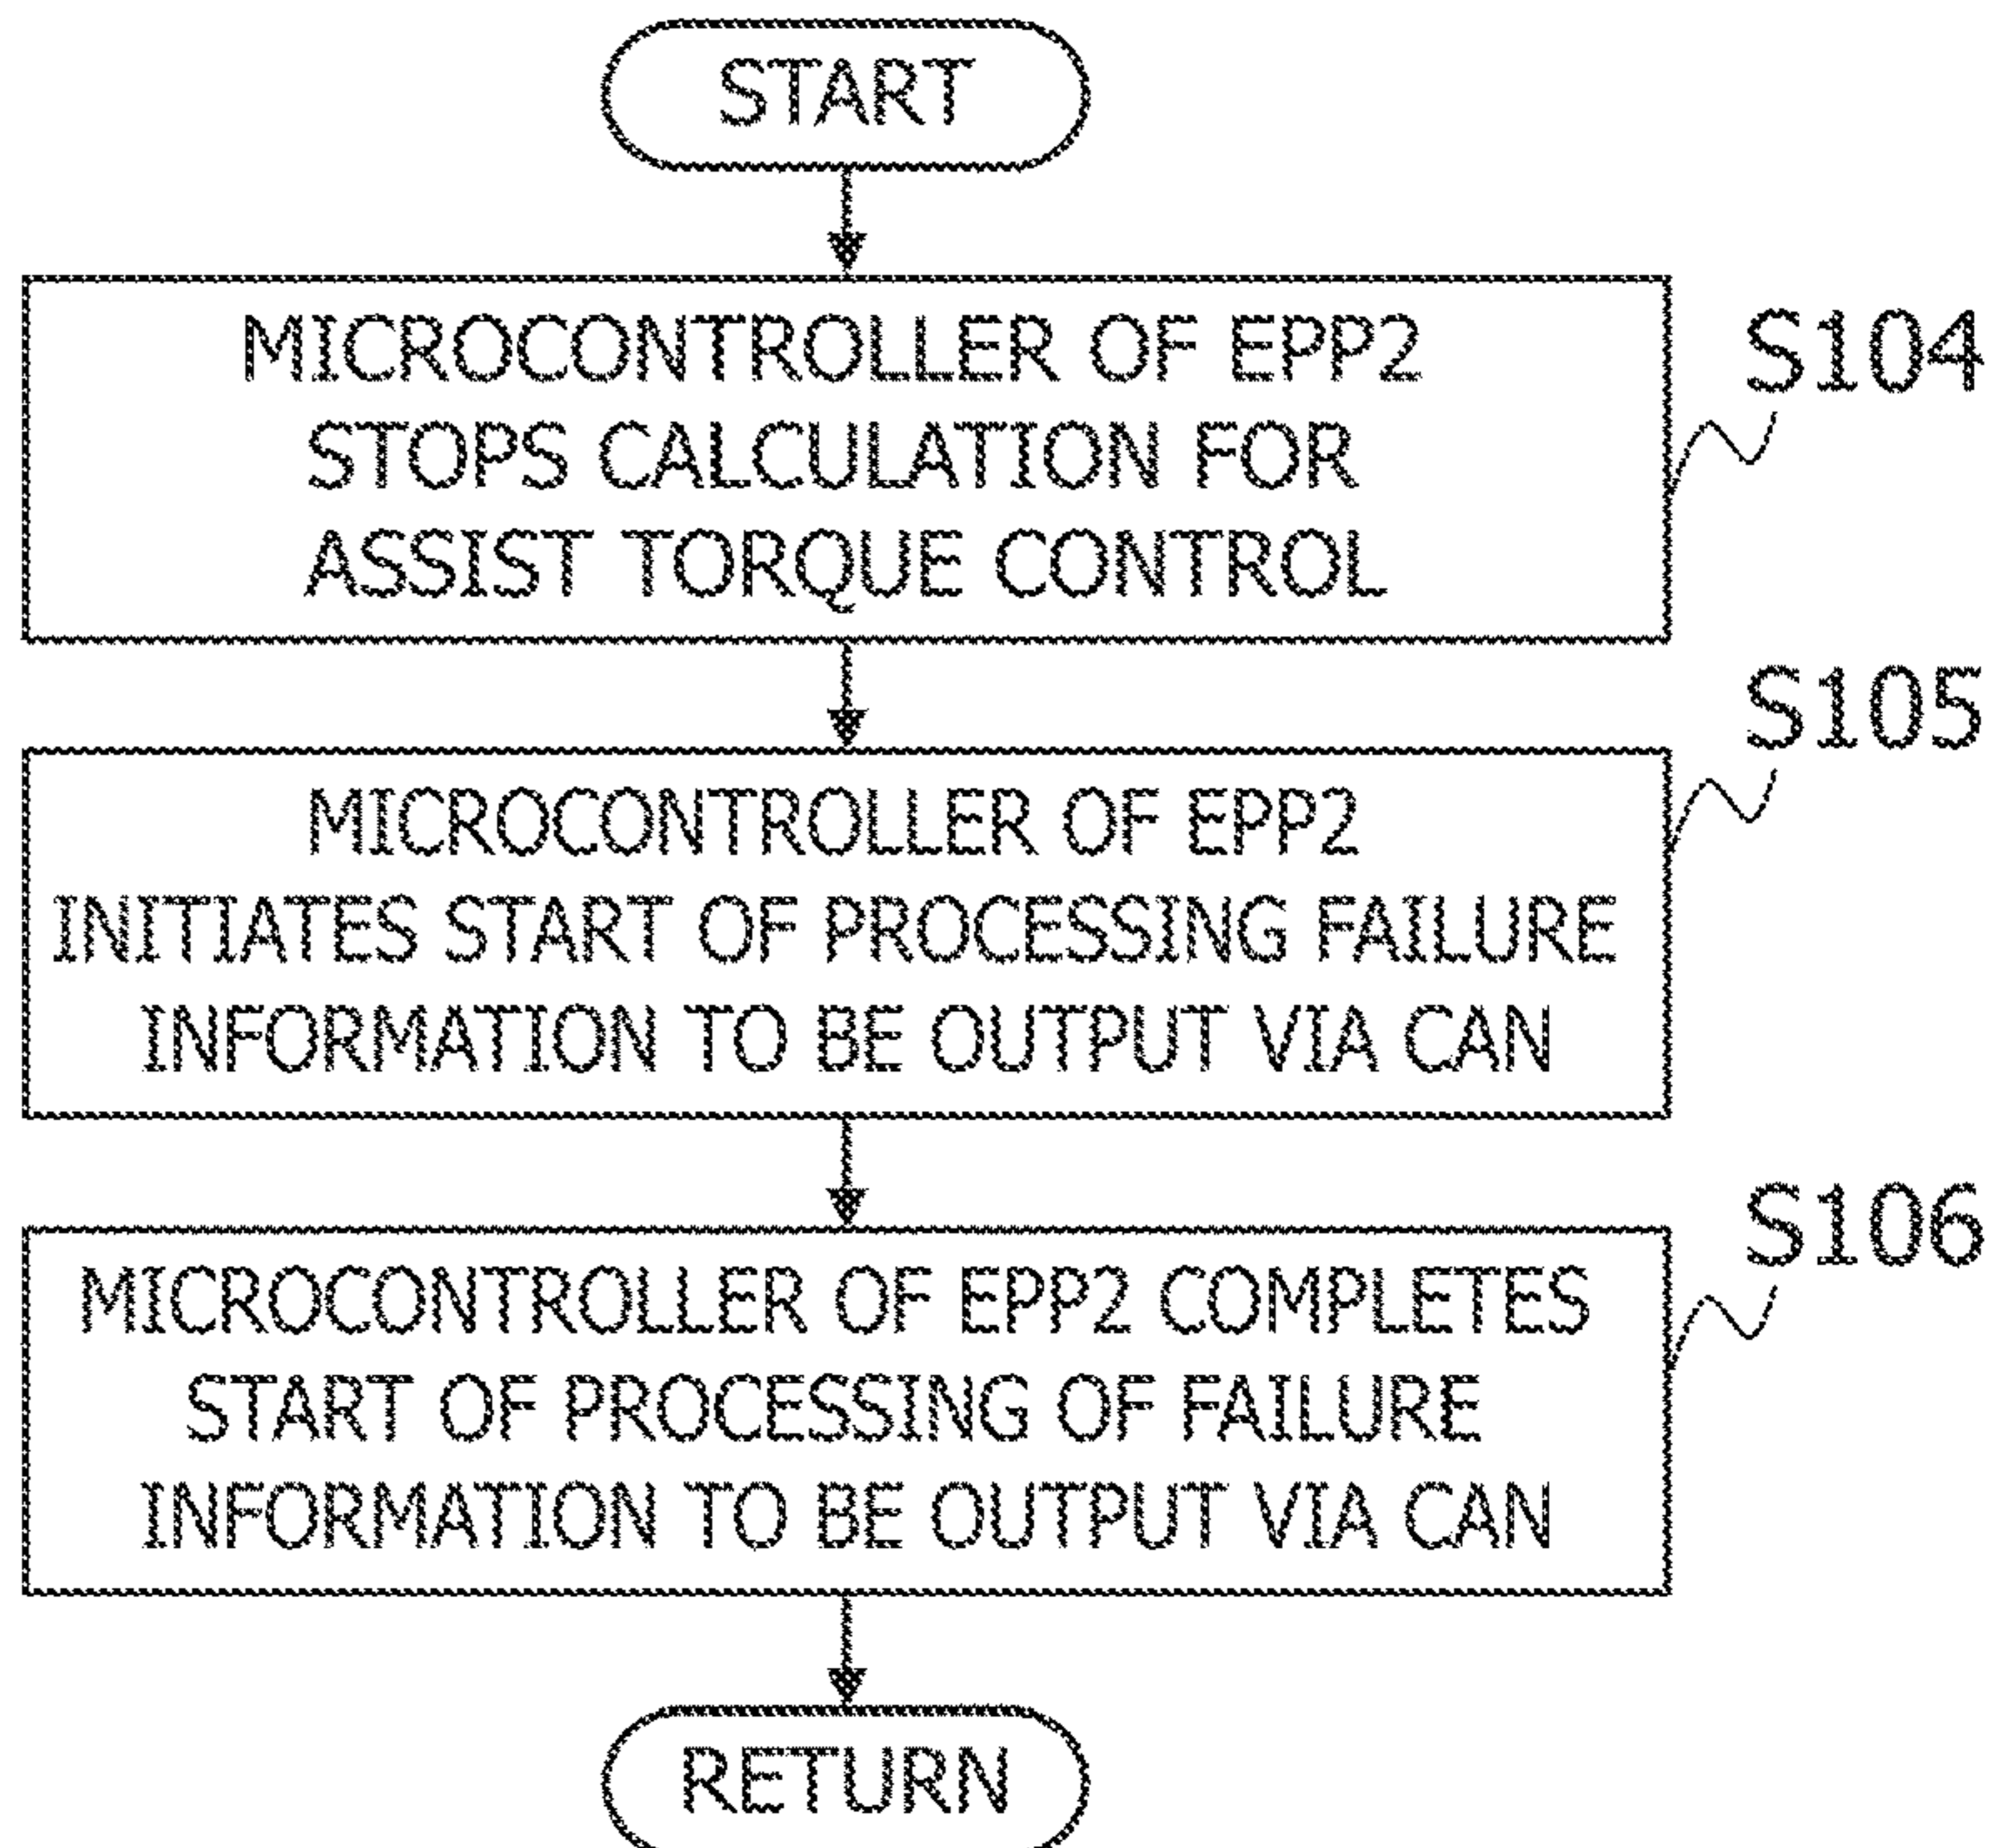 START
MICROCONTROLLER OF EPP2
STOPS CALCULATION FOR
ASSIST TORQUE CONTROL
S104
MICROCONTROLLER OF EPP2
INITIATES START OF PROCESSING FAILURE
INFORMATION TO BE OUTPUT VIA CAN
S105
MICROCONTROLLER OF EPP2 COMPLETES
START OF PROCESSING OF FAILURE
INFORMATION TO BE OUTPUT VIA CAN
S106
RETURN